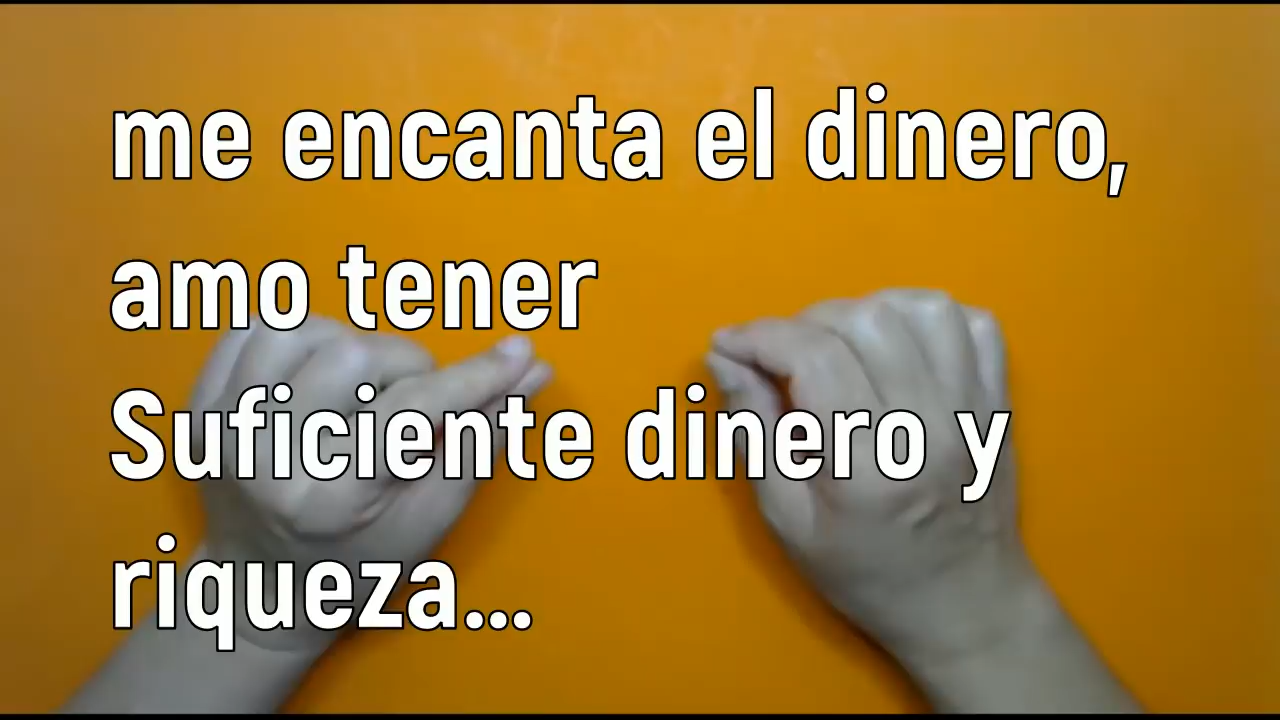 me encanta el dinero,
amo tener
Suficiente dinero y
riqueza...